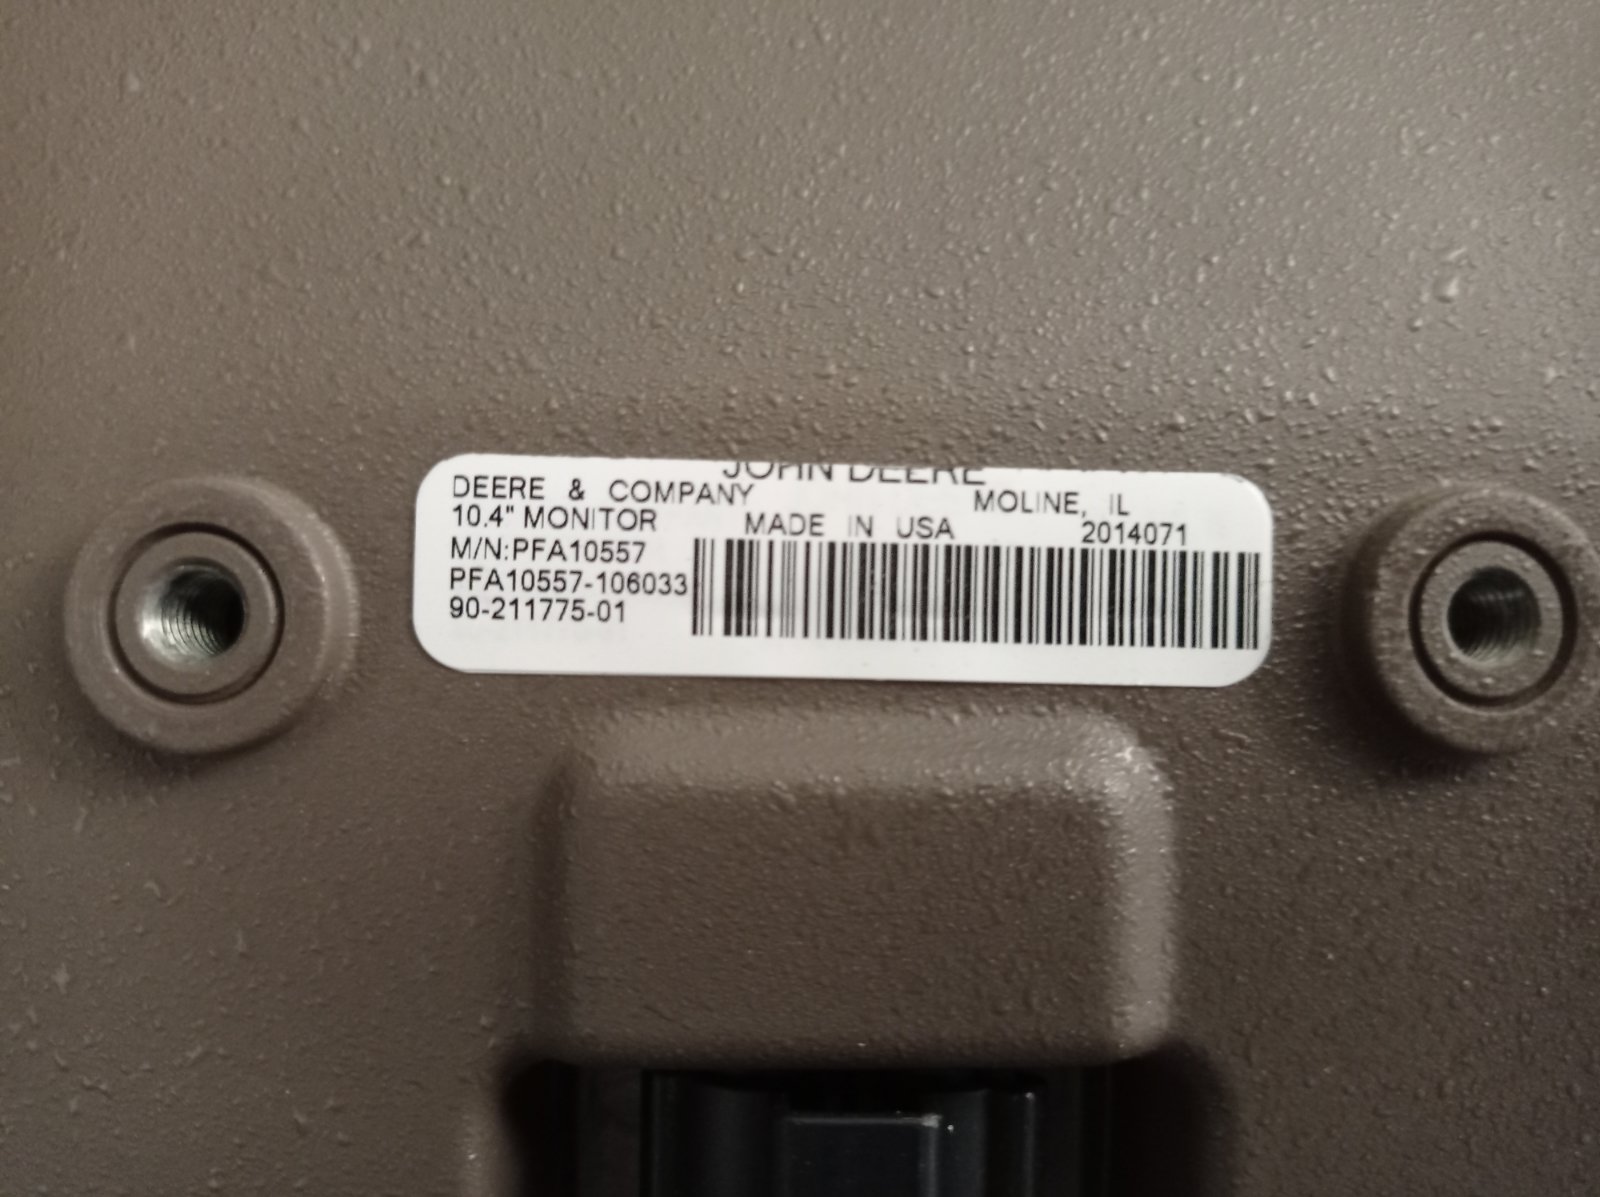 JOHN DEERE
DEERE & COMPANY MOLINE, IL
10.4" MONITOR MADE IN USA 2014071
M/N:PFA10557
PFA10557-106033
90-211775-01